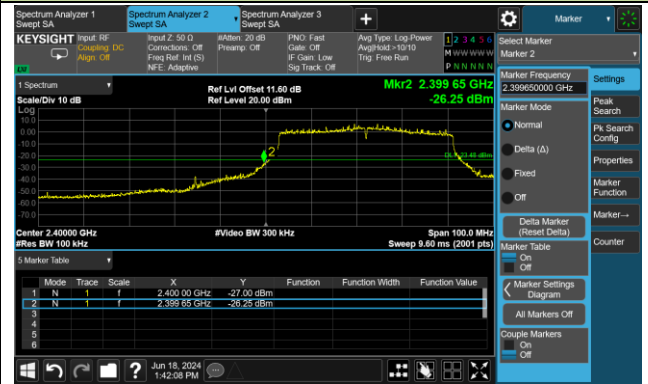 Spectrum Analyzer 1
Swept SA
Spectrum Analyzer 2
Swept SA
Spectrum Analyzer 3
Swept SA
KEYSIGHT
Input: RF
Coupling: DC
Align: Off
Input Z: 50 Ω
Corrections: Off
Freq Ref: Int (S)
NFE: Adaptive
#Atten: 20 dB
Preamp: Off
PNO: Fast
Gate: Off
IF Gain: Low
Sig Track: Off
Avg Type: Log-Power
Avg|Hold:>10/10
Trig: Free Run
1 2 3 4 5 6
M W W W W W
P N N N N N
1 Spectrum
Scale/Div 10 dB
Log
Ref Lvl Offset 11.60 dB
Ref Level 20.00 dBm
Mkr2 2.399 65 GHz
-26.25 dBm
10.0
0.00
-10.0
-20.0
-30.0
-40.0
-50.0
-60.0
-70.0
2
Center 2.40000 GHz
#Res BW 100 kHz
#Video BW 300 kHz
Span 100.0 MHz
Sweep 9.60 ms (2001 pts)
5 Marker Table
Mode Trace Scale X Y Function Function Width Function Value
1 N 1 f 2.400 00 GHz -27.00 dBm
2 N 1 f 2.399 65 GHz -26.25 dBm
3
4
5
6
Jun 18, 2024
1:42:08 PM
Marker
Select Marker
Marker 2
Marker Frequency
2.399650000 GHz
Marker Mode
Normal
Delta (Δ)
Fixed
Off
Delta Marker
(Reset Delta)
Marker Table
On
Off
Marker Settings
Diagram
All Markers Off
Couple Markers
On
Off
Settings
Peak
Search
Pk Search
Config
Properties
Marker
Function
Marker→
Counter